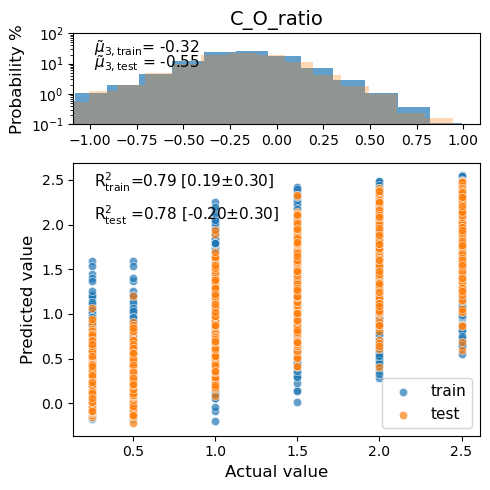 C_O_ratio
Probability %
10²
10¹
10⁰
10⁻¹
μ̃₃,train= -0.32
μ̃₃,test = -0.55
−1.00 −0.75 −0.50 −0.25 0.00 0.25 0.50 0.75 1.00
Predicted value
2.5
2.0
1.5
1.0
0.5
0.0
R²train=0.79 [0.19±0.30]
R²test =0.78 [-0.20±0.30]
train
test
0.5 1.0 1.5 2.0 2.5
Actual value